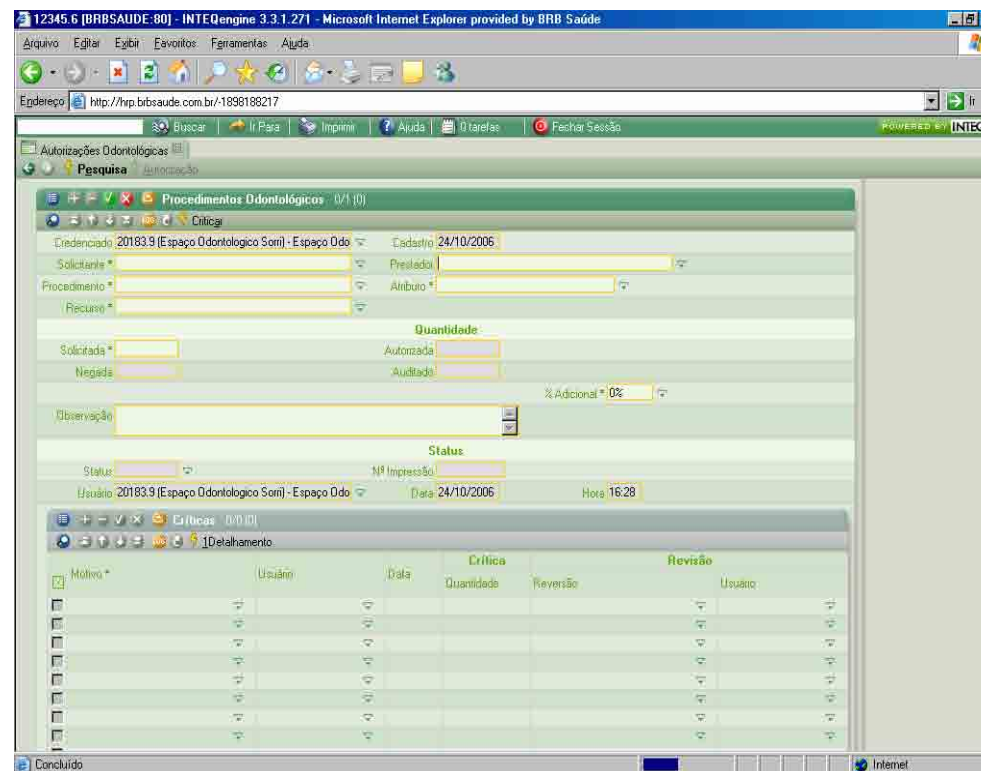 12345.6 [BRBSAUDE:80] - INTEQengine 3.3.1.271 - Microsoft Internet Explorer provided by BRB Saúde
Arquivo Editar Exibir Favoritos Ferramentas Ajuda
Endereço http://hrp.brbsaude.com.br/-1898188217 Ir
Buscar Ir Para Imprimir Ajuda 0 tarefas Fechar Sessão POWERED BY INTEQ
Autorizações Odontológicas
Pesquisa Autorização
Procedimentos Odontológicos 0/1 (0)
Criticar
Credenciado 20183.9 (Espaço Odontologico Sorri) - Espaço Odo Cadastro 24/10/2006
Solicitante * Prestador
Procedimento * Atributo *
Recurso *
Quantidade
Solicitada * Autorizada
Negada Auditado
% Adicional * 0%
Observação
Status
Status Nº Impressão
Usuário 20183.9 (Espaço Odontologico Sorri) - Espaço Odo Data 24/10/2006 Hora 16:28
Críticas 0/0 (0)
1Detalhamento
Crítica Revisão
Motivo * Usuário Data Quantidade Reversão Usuário
Concluído Internet